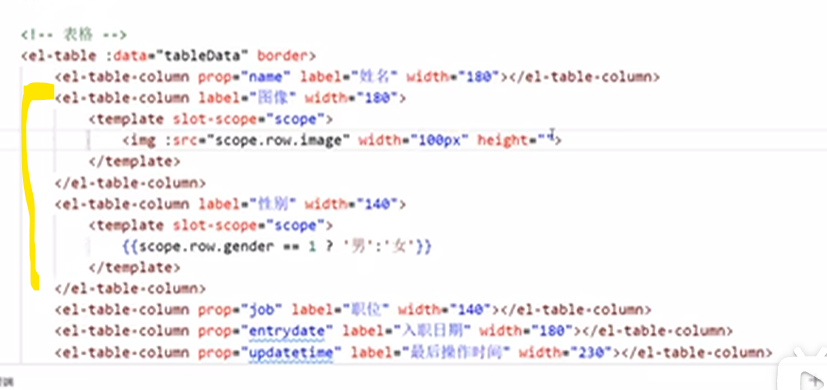 <!-- 表格 -->
<el-table :data="tableData" border>
<el-table-column prop="name" label="姓名" width="180"></el-table-column>
<el-table-column label="图像" width="180">
<template slot-scope="scope">
<img :src="scope.row.image" width="100px" height="">
</template>
</el-table-column>
<el-table-column label="性别" width="140">
<template slot-scope="scope">
{{scope.row.gender == 1 ? '男':'女'}}
</template>
</el-table-column>
<el-table-column prop="job" label="职位" width="140"></el-table-column>
<el-table-column prop="entrydate" label="入职日期" width="180"></el-table-column>
<el-table-column prop="updatetime" label="最后操作时间" width="230"></el-table-column>